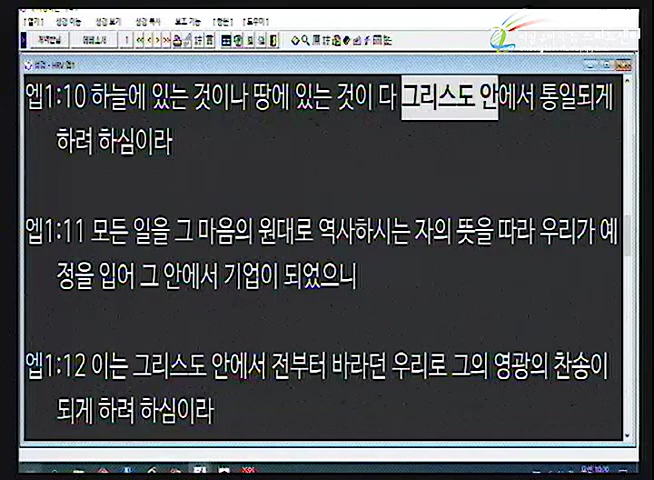 성경 - HRV 엡1
엡1:10 하늘에 있는 것이나 땅에 있는 것이 다 그리스도 안에서 통일되게
하려 하심이라
엡1:11 모든 일을 그 마음의 원대로 역사하시는 자의 뜻을 따라 우리가 예
정을 입어 그 안에서 기업이 되었으니
엡1:12 이는 그리스도 안에서 전부터 바라던 우리로 그의 영광의 찬송이
되게 하려 하심이라